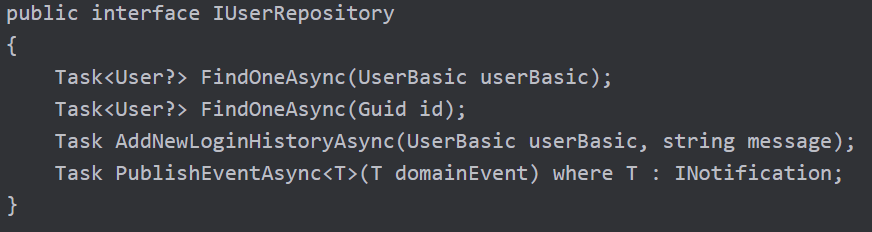 public interface IUserRepository
{
    Task<User?> FindOneAsync(UserBasic userBasic);
    Task<User?> FindOneAsync(Guid id);
    Task AddNewLoginHistoryAsync(UserBasic userBasic, string message);
    Task PublishEventAsync<T>(T domainEvent) where T : INotification;
}